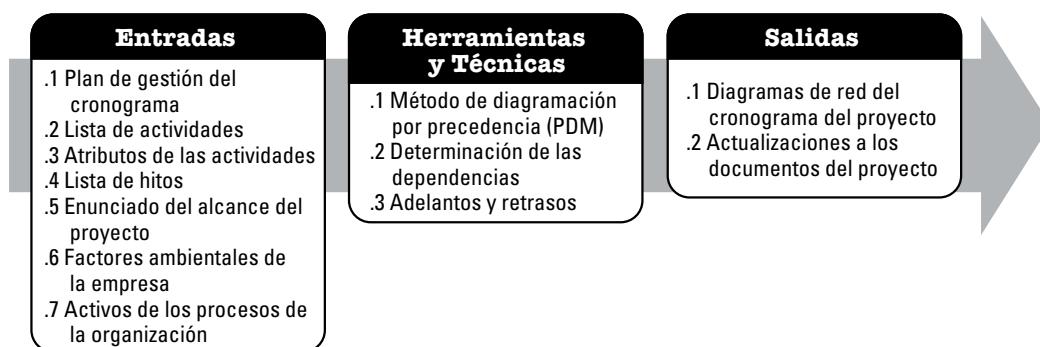 Entradas
.1 Plan de gestión del
cronograma
.2 Lista de actividades
.3 Atributos de las actividades
.4 Lista de hitos
.5 Enunciado del alcance del
proyecto
.6 Factores ambientales de
la empresa
.7 Activos de los procesos de
la organización
Herramientas
y Técnicas
.1 Método de diagramación
por precedencia (PDM)
.2 Determinación de las
dependencias
.3 Adelantos y retrasos
Salidas
.1 Diagramas de red del
cronograma del proyecto
.2 Actualizaciones a los
documentos del proyecto